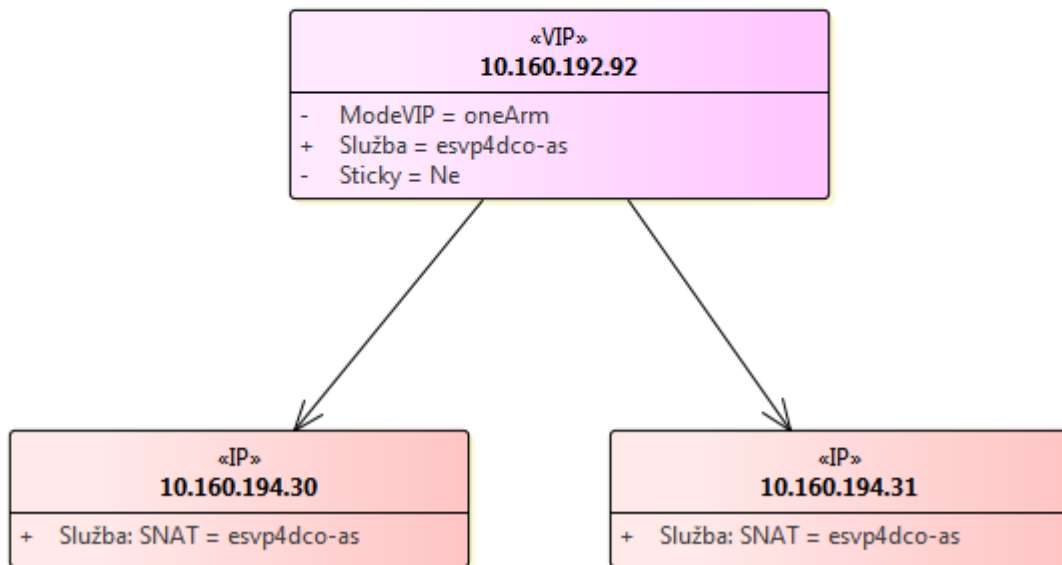 «VIP»
10.160.192.92
- ModeVIP = oneArm
+ Služba = esvp4dco-as
- Sticky = Ne
«IP»
10.160.194.30
+ Služba: SNAT = esvp4dco-as
«IP»
10.160.194.31
+ Služba: SNAT = esvp4dco-as